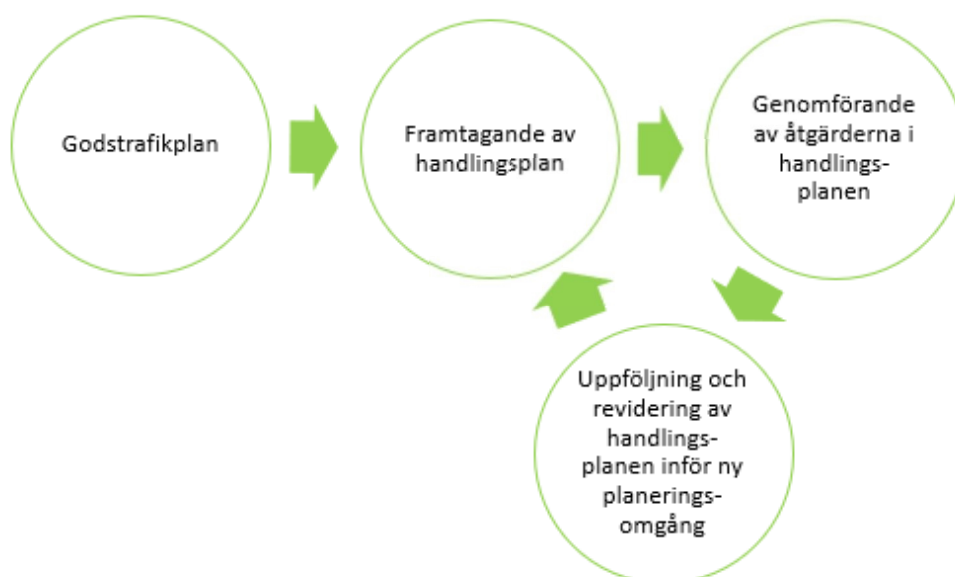 Godstrafikplan
Framtagande av
handlingsplan
Genomförande
av åtgärderna i
handlings-
planen
Uppföljning och
revidering av
handlings-
planen inför ny
planerings-
omgång